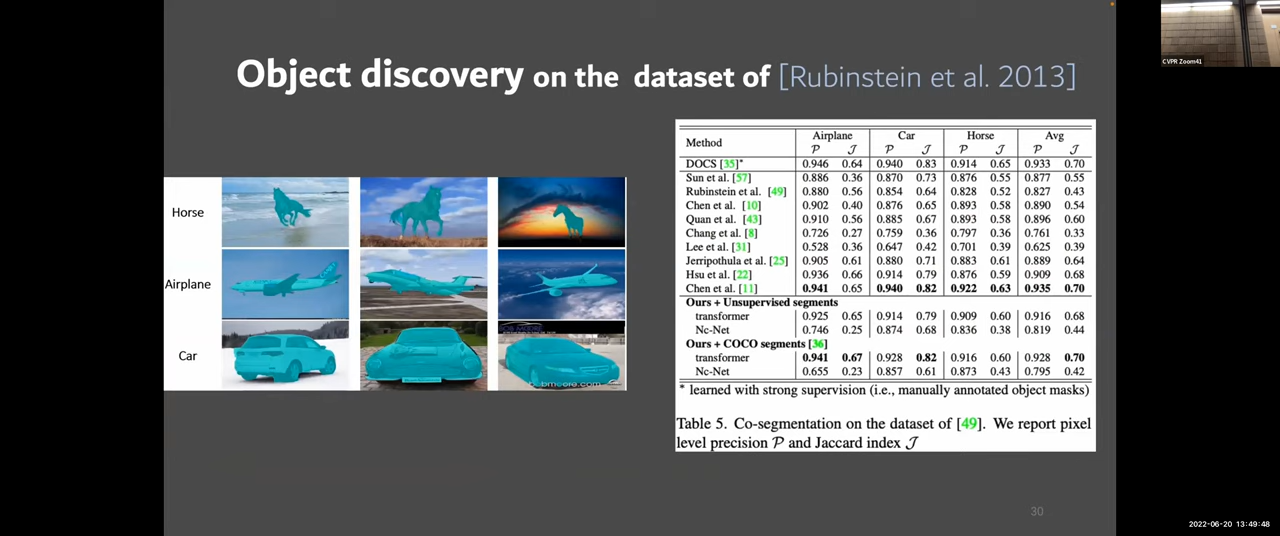 Object discovery on the dataset of [Rubinstein et al. 2013]
CVPR Zoom41
Horse
Airplane
Car
bobmoore.com
Method Airplane Car Horse Avg
P J P J P J P J
DOCS [35]* 0.946 0.64 0.940 0.83 0.914 0.65 0.933 0.70
Sun et al. [57] 0.886 0.36 0.870 0.73 0.876 0.55 0.877 0.55
Rubinstein et al. [49] 0.880 0.56 0.854 0.64 0.828 0.52 0.827 0.43
Chen et al. [10] 0.902 0.40 0.876 0.65 0.893 0.58 0.890 0.54
Quan et al. [43] 0.910 0.56 0.885 0.67 0.893 0.58 0.896 0.60
Chang et al. [8] 0.726 0.27 0.759 0.36 0.797 0.36 0.761 0.33
Lee et al. [31] 0.528 0.36 0.647 0.42 0.701 0.39 0.625 0.39
Jerripothula et al. [25] 0.905 0.61 0.880 0.71 0.883 0.61 0.889 0.64
Hsu et al. [22] 0.936 0.66 0.914 0.79 0.876 0.59 0.909 0.68
Chen et al. [11] 0.941 0.65 0.940 0.82 0.922 0.63 0.935 0.70
Ours + Unsupervised segments
transformer 0.925 0.65 0.914 0.79 0.909 0.60 0.916 0.68
Nc-Net 0.746 0.25 0.874 0.68 0.836 0.38 0.819 0.44
Ours + COCO segments [36]
transformer 0.941 0.67 0.928 0.82 0.916 0.60 0.928 0.70
Nc-Net 0.655 0.23 0.857 0.61 0.873 0.43 0.795 0.42
* learned with strong supervision (i.e., manually annotated object masks)
Table 5. Co-segmentation on the dataset of [49]. We report pixel
level precision P and Jaccard index J
30
2022-06-20 13:49:48